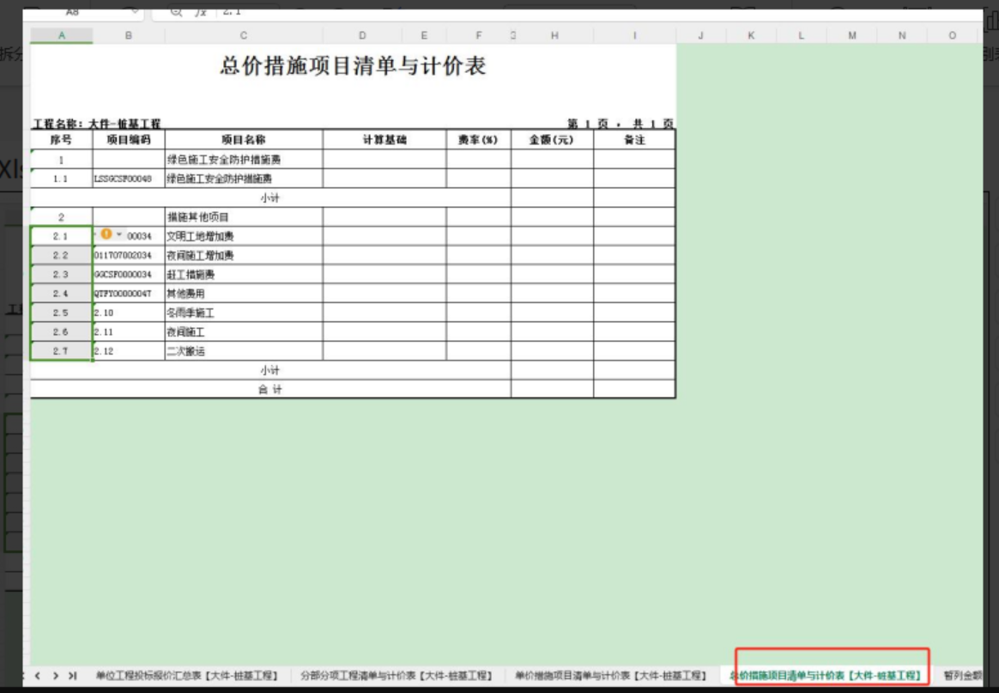 A8 fx 2.1
拆分
A B C D E F G H I J K L M N O
总价措施项目清单与计价表
工程名称：大件-桩基工程 第 1 页 ， 共 1 页
序号 项目编码 项目名称 计算基础 费率(%) 金额(元) 备注
1 绿色施工安全防护措施费
1.1 LSSGCSF00048 绿色施工安全防护措施费
小计
2 措施其他项目
2.1 00034 文明工地增加费
2.2 011707002034 夜间施工增加费
2.3 GGCSF0000034 赶工措施费
2.4 QTFY00000047 其他费用
2.5 2.10 冬雨季施工
2.6 2.11 夜间施工
2.7 2.12 二次搬运
小计
合 计
单位工程投标报价汇总表【大件-桩基工程】 分部分项工程清单与计价表【大件-桩基工程】 单价措施项目清单与计价表【大件-桩基工程】 总价措施项目清单与计价表【大件-桩基工程】 暂列金额